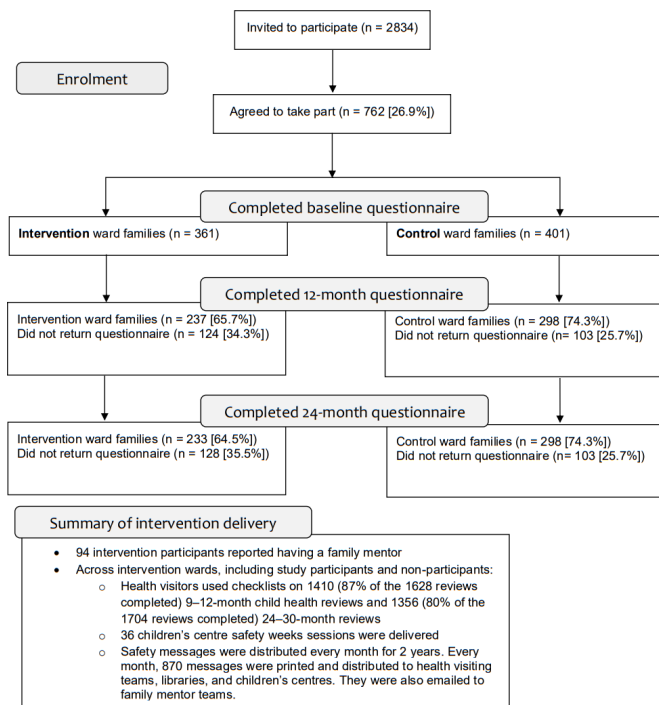 Invited to participate (n = 2834)
Enrolment
Agreed to take part (n = 762 [26.9%])
Completed baseline questionnaire
Intervention ward families (n = 361)
Control ward families (n = 401)
Completed 12-month questionnaire
Intervention ward families (n = 237 [65.7%)
Did not return questionnaire (n = 124 [34.3%])
Control ward families (n = 298 [74.3%)
Did not return questionnaire (n= 103 [25.7%])
Completed 24-month questionnaire
Intervention ward families (n = 233 [64.5%)
Did not return questionnaire (n = 128 [35.5%])
Control ward families (n = 298 [74.3%)
Did not return questionnaire (n= 103 [25.7%])
Summary of intervention delivery
• 94 intervention participants reported having a family mentor
• Across intervention wards, including study participants and non-participants:
o Health visitors used checklists on 1410 (87% of the 1628 reviews
completed) 9–12-month child health reviews and 1356 (80% of the
1704 reviews completed) 24–30-month reviews
o 36 children's centre safety weeks sessions were delivered
o Safety messages were distributed every month for 2 years. Every
month, 870 messages were printed and distributed to health visiting
teams, libraries, and children's centres. They were also emailed to
family mentor teams.